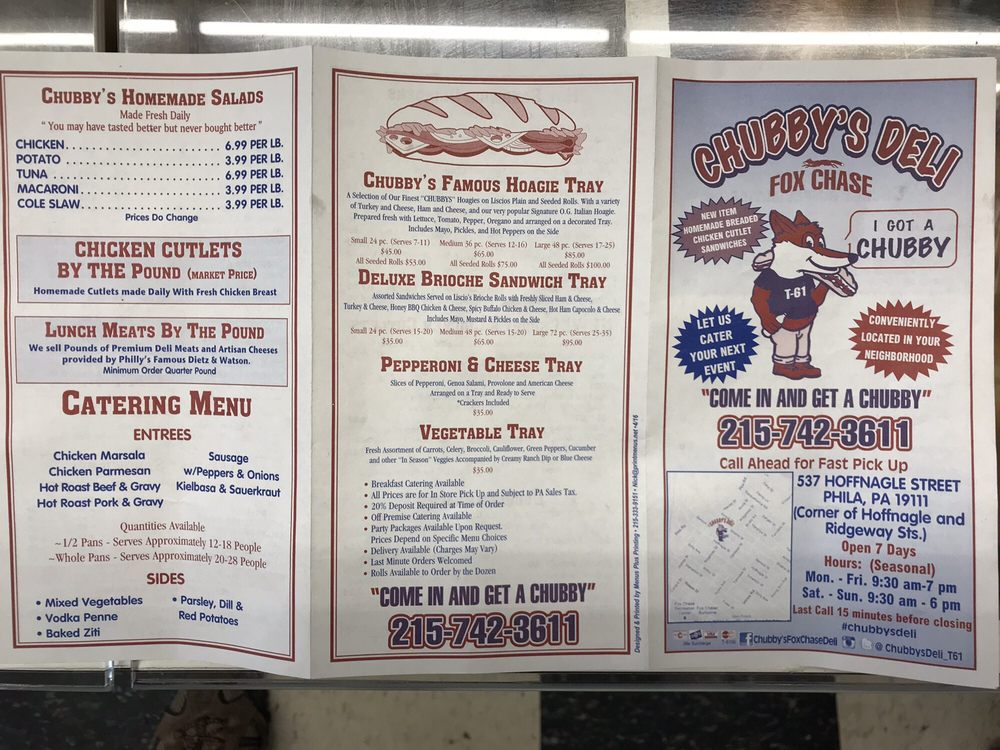 CHUBBY'S HOMEMADE SALADS
Made Fresh Daily
"You may have tasted better but never bought better"
CHICKEN.................... 6.99 PER LB.
POTATO..................... 3.99 PER LB.
TUNA....................... 6.99 PER LB.
MACARONI................... 3.99 PER LB.
COLE SLAW.................. 3.99 PER LB.
Prices Do Change
CHICKEN CUTLETS
BY THE POUND (MARKET PRICE)
Homemade Cutlets made Daily With Fresh Chicken Breast
LUNCH MEATS BY THE POUND
We sell Pounds of Premium Deli Meats and Artisan Cheeses
provided by Philly's Famous Dietz & Watson.
Minimum Order Quarter Pound
CATERING MENU
ENTREES
Chicken Marsala
Chicken Parmesan
Hot Roast Beef & Gravy
Hot Roast Pork & Gravy
Sausage
w/Peppers & Onions
Kielbasa & Sauerkraut
Quantities Available
~1/2 Pans - Serves Approximately 12-18 People
~Whole Pans - Serves Approximately 20-28 People
SIDES
• Mixed Vegetables
• Vodka Penne
• Baked Ziti
• Parsley, Dill &
Red Potatoes
CHUBBY'S FAMOUS HOAGIE TRAY
A Selection of Our Finest "CHUBBYS" Hoagies on Liscios Plain and Seeded Rolls. With a variety
of Turkey and Cheese, Ham and Cheese, and our very popular Signature O.G. Italian Hoagie.
Prepared fresh with Lettuce, Tomato, Pepper, Oregano and arranged on a decorated Tray.
Includes Mayo, Pickles, and Hot Peppers on the Side
Small 24 pc. (Serves 7-11) Medium 36 pc. (Serves 12-16) Large 48 pc. (Serves 17-25)
$45.00 $65.00 $85.00
All Seeded Rolls $53.00 All Seeded Rolls $75.00 All Seeded Rolls $100.00
DELUXE BRIOCHE SANDWICH TRAY
Assorted Sandwiches Served on Liscio's Brioche Rolls with Freshly Sliced Ham & Cheese,
Turkey & Cheese, Honey BBQ Chicken & Cheese, Spicy Buffalo Chicken & Cheese, Hot Ham Capocolo & Cheese
Includes Mayo, Mustard & Pickles on the Side
Small 24 pc. (Serves 15-20) Medium 48 pc. (Serves 15-20) Large 72 pc. (Serves 25-35)
$35.00 $65.00 $95.00
PEPPERONI & CHEESE TRAY
Slices of Pepperoni, Genoa Salami, Provolone and American Cheese
Arranged on a Tray and Ready to Serve
*Crackers Included
$35.00
VEGETABLE TRAY
Fresh Assortment of Carrots, Celery, Broccoli, Cauliflower, Green Peppers, Cucumber
and other "In Season" Veggies Accompanied by Creamy Ranch Dip or Blue Cheese
$35.00
• Breakfast Catering Available
• All Prices are for In Store Pick Up and Subject to PA Sales Tax.
• 20% Deposit Required at Time of Order
• Off Premise Catering Available
• Party Packages Available Upon Request.
Prices Depend on Specific Menu Choices
• Delivery Available (Charges May Vary)
• Last Minute Orders Welcomed
• Rolls Available to Order by the Dozen
"COME IN AND GET A CHUBBY"
215-742-3611
Designed & Printed by Menus Plus Printing • 215-333-9151 • Nick@printmenus.net • 4/16
CHUBBY'S DELI
FOX CHASE
NEW ITEM
HOMEMADE BREADED
CHICKEN CUTLET
SANDWICHES
I GOT A
CHUBBY
T-61
LET US
CATER
YOUR NEXT
EVENT
CONVENIENTLY
LOCATED IN YOUR
NEIGHBORHOOD
"COME IN AND GET A CHUBBY"
215-742-3611
Call Ahead for Fast Pick Up
CHUBBY'S DELI
537 HOFFNAGLE STREET
PHILA, PA 19111
(Corner of Hoffnagle and
Ridgeway Sts.)
Open 7 Days
Hours: (Seasonal)
Mon. - Fri. 9:30 am-7 pm
Sat. - Sun. 9:30 am - 6 pm
Last Call 15 minutes before closing
#chubbysdeli
Chubby'sFoxChaseDeli
@ ChubbysDeli_T61